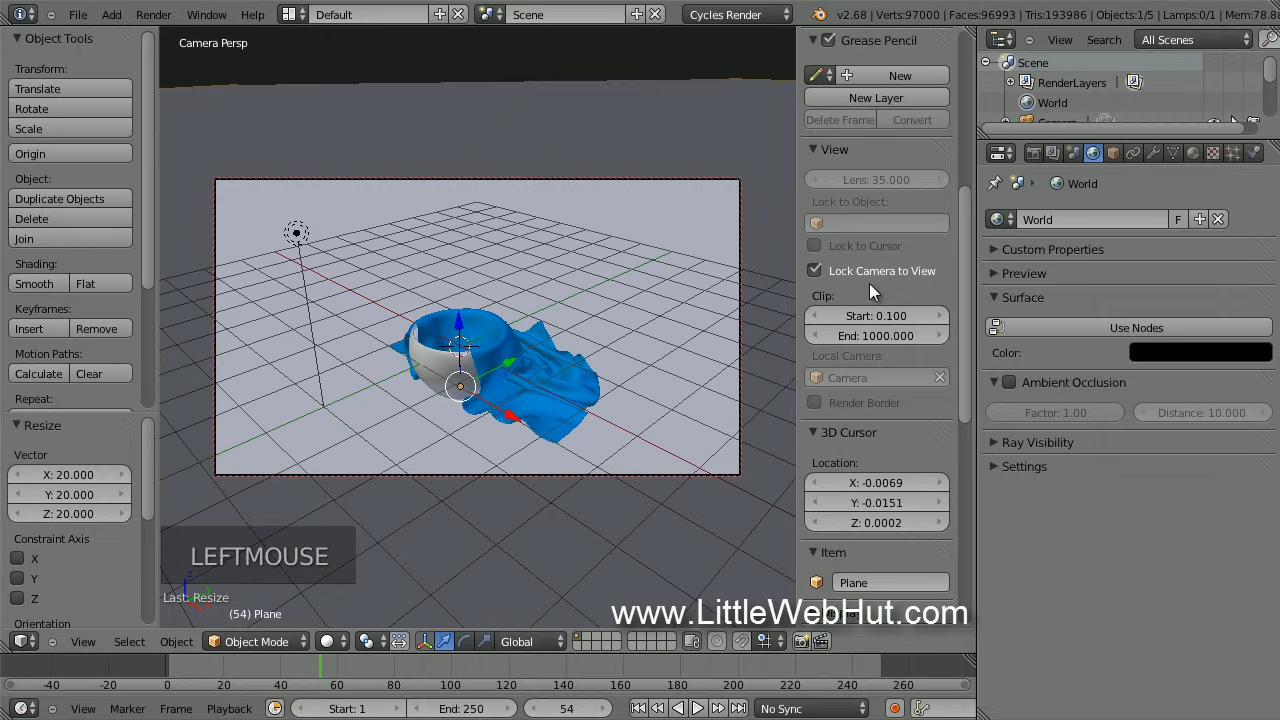 File Add Render Window Help Default Scene Cycles Render v2.68 | Verts:97000 | Faces:96993 | Tris:193986 | Objects:1/5 | Lamps:0/1 | Mem:78.8
Object Tools
Transform:
Translate
Rotate
Scale
Origin
Object:
Duplicate Objects
Delete
Join
Shading:
Smooth Flat
Keyframes:
Insert Remove
Motion Paths:
Calculate Clear
Repeat:
Resize
Vector
X: 20.000
Y: 20.000
Z: 20.000
Constraint Axis
X
Y
Z
Orientation
Camera Persp
LEFTMOUSE
Last: Resize
(54) Plane
Grease Pencil
New
New Layer
Delete Frame Convert
View
Lens: 35.000
Lock to Object:
Lock to Cursor
Lock Camera to View
Clip:
Start: 0.100
End: 1000.000
Local Camera:
Camera
Render Border
3D Cursor
Location:
X: -0.0069
Y: -0.0151
Z: 0.0002
Item
Plane
www.LittleWebHut.com
View Search All Scenes
Scene
RenderLayers |
World
World
World F
Custom Properties
Preview
Surface
Use Nodes
Color:
Ambient Occlusion
Factor: 1.00 Distance: 10.000
Ray Visibility
Settings
View Select Object Object Mode Global
-40 -20 0 20 40 60 80 100 120 140 160 180 200 220 240 260
View Marker Frame Playback Start: 1 End: 250 54 No Sync